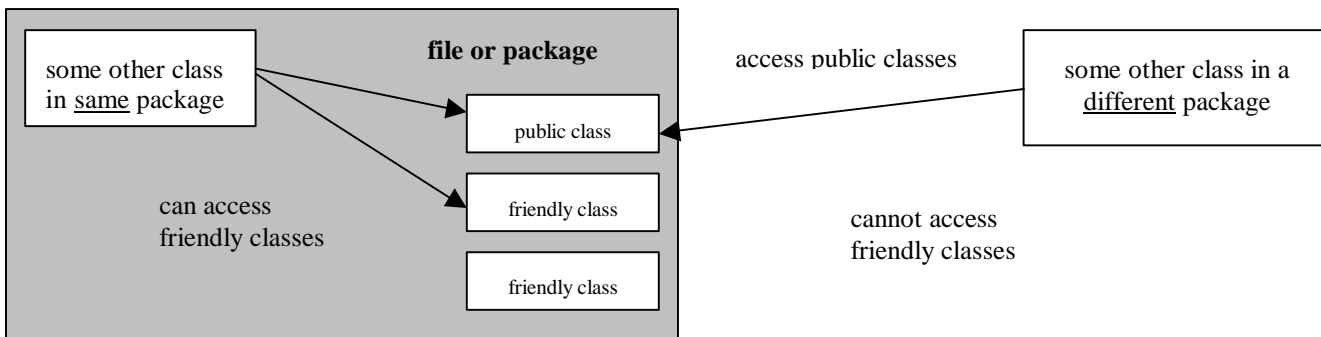 some other class
in same package
file or package
public class
friendly class
friendly class
can access
friendly classes
access public classes
some other class in a
different package
cannot access
friendly classes